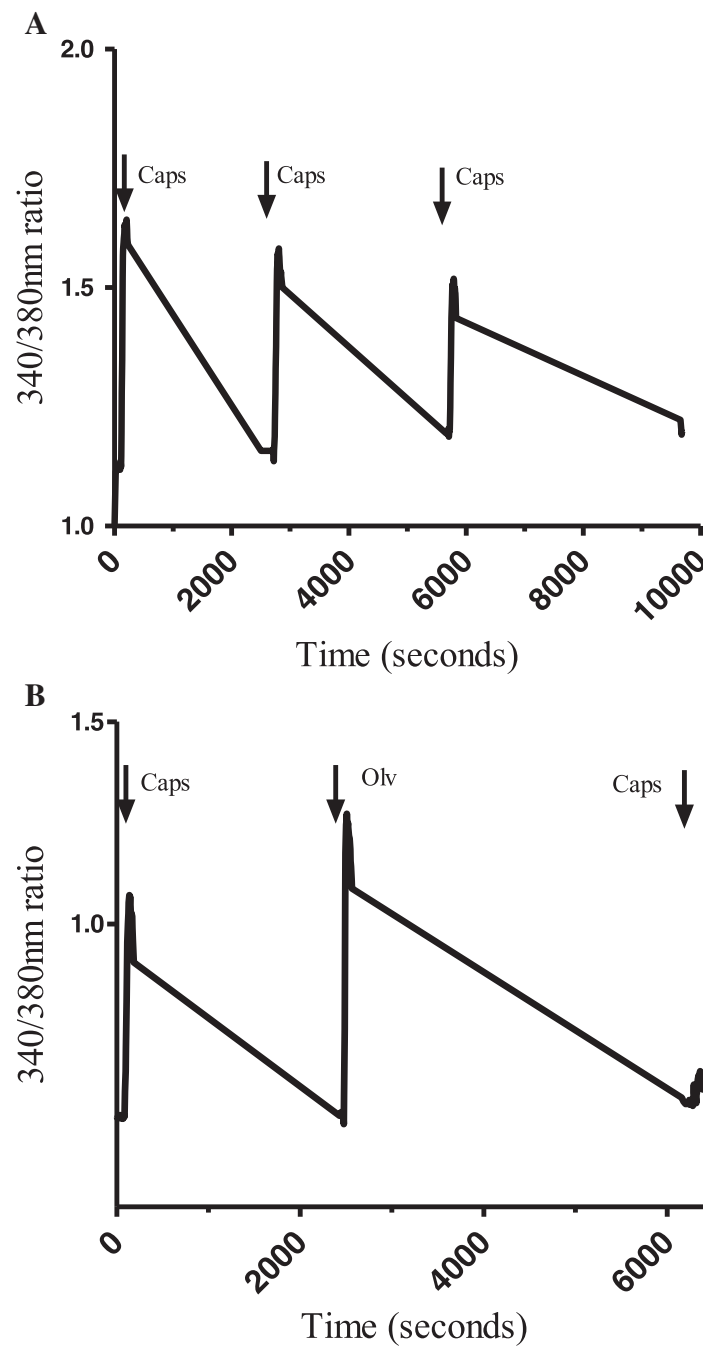 A
2.0
Caps Caps Caps
340/380nm ratio
1.5
1.0
0 2000 4000 6000 8000 10000
Time (seconds)
B
1.5
Caps Olv Caps
340/380nm ratio
1.0
0 2000 4000 6000
Time (seconds)